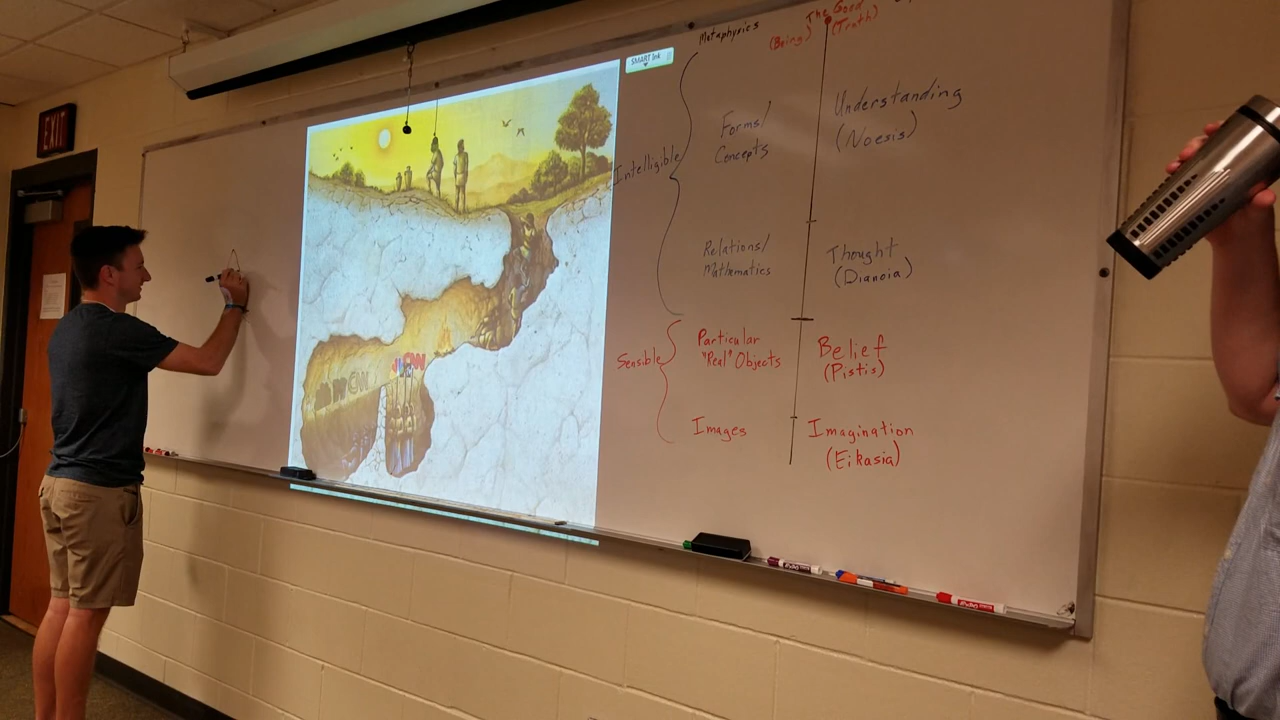 EXIT
SMART Ink
CNN
CNN
Metaphysics
The Good
(Being)
(Truth)
Intelligible
Forms/
Concepts
Understanding
(Noesis)
Relations/
Mathematics
Thought
(Dianoia)
Sensible
Particular
"Real" Objects
Belief
(Pistis)
Images
Imagination
(Eikasia)